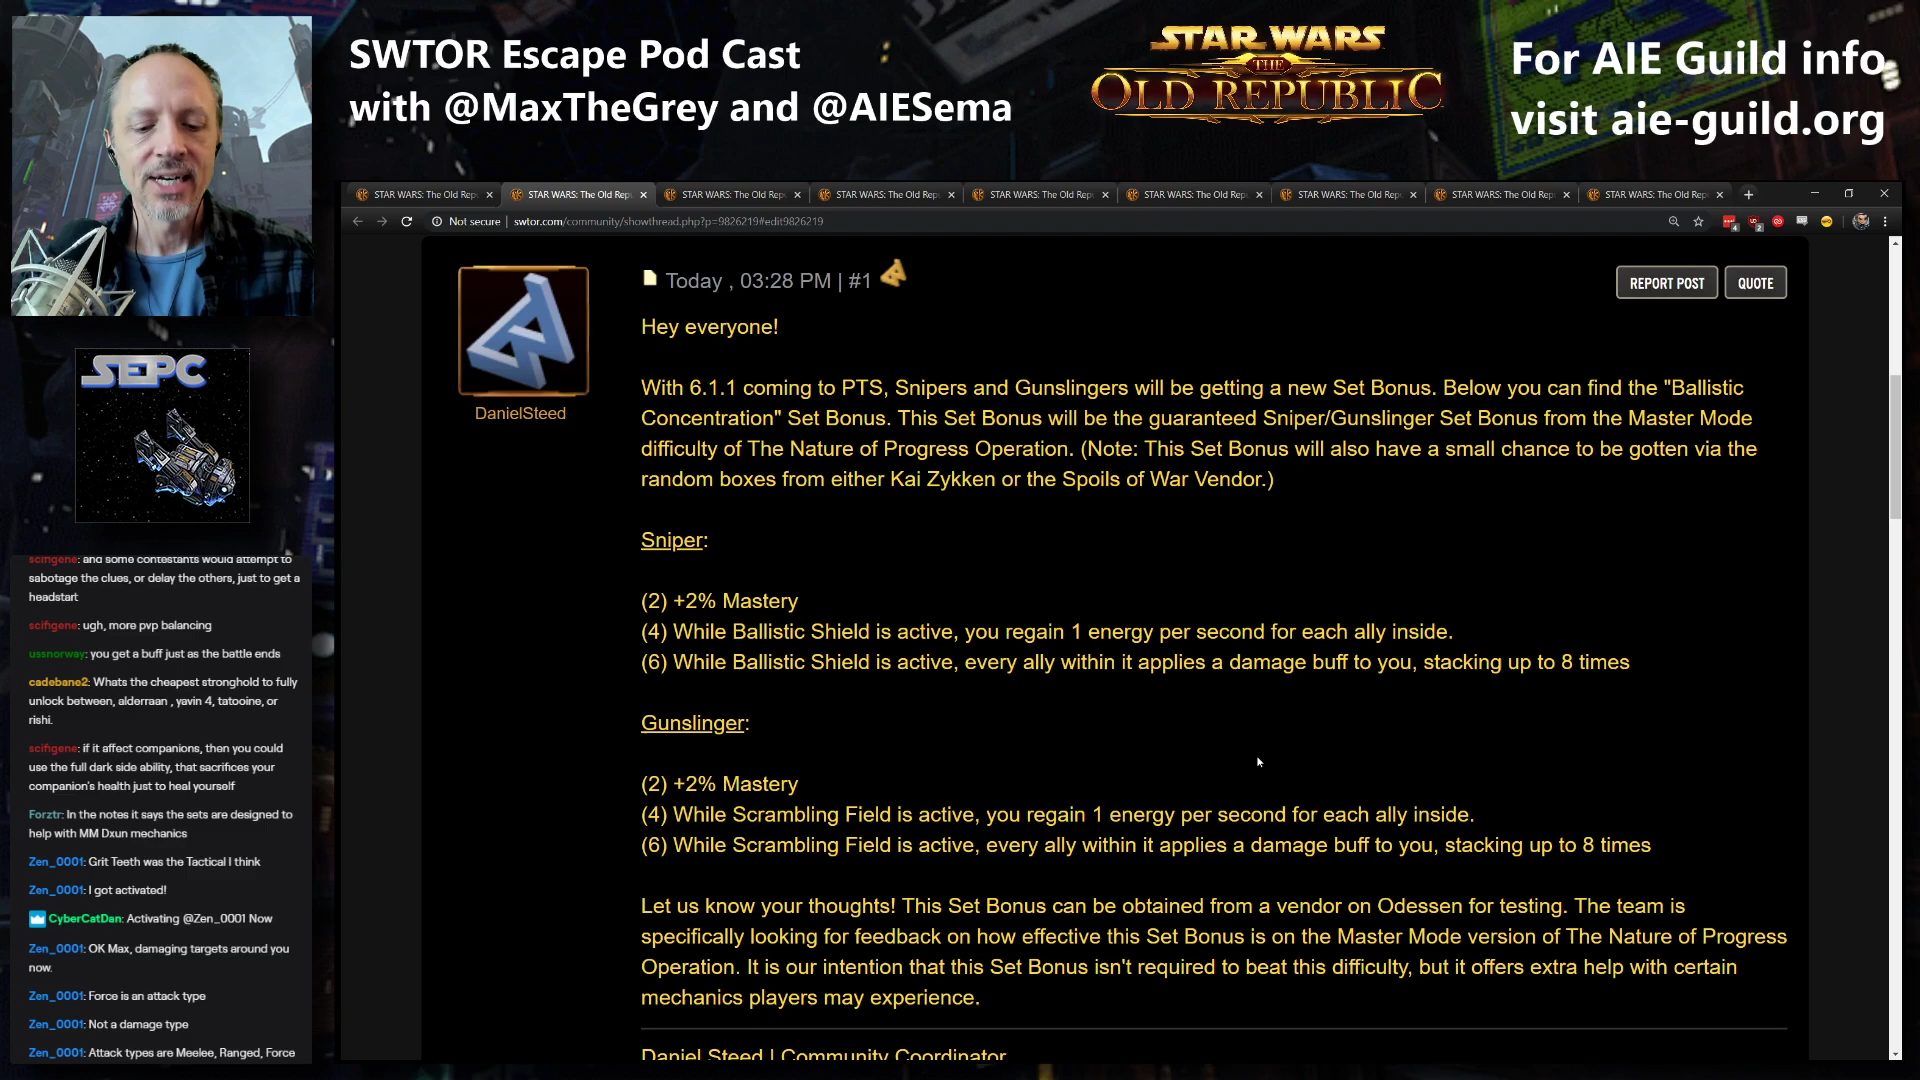 SWTOR Escape Pod Cast
with @MaxTheGrey and @AIESema
STAR WARS
THE
OLD REPUBLIC
For AIE Guild info
visit aie-guild.org
STAR WARS: The Old Rep
STAR WARS: The Old Repu
STAR WARS: The Old Rep
STAR WARS: The Old Rep
STAR WARS: The Old Rep
STAR WARS: The Old Rep
STAR WARS: The Old Rep
STAR WARS: The Old Rep
STAR WARS: The Old Rep
Not secure | swtor.com/community/showthread.php?p=9826219#edit9826219
SEPC
DanielSteed
Today , 03:28 PM | #1
REPORT POST
QUOTE
Hey everyone!
With 6.1.1 coming to PTS, Snipers and Gunslingers will be getting a new Set Bonus. Below you can find the "Ballistic
Concentration" Set Bonus. This Set Bonus will be the guaranteed Sniper/Gunslinger Set Bonus from the Master Mode
difficulty of The Nature of Progress Operation. (Note: This Set Bonus will also have a small chance to be gotten via the
random boxes from either Kai Zykken or the Spoils of War Vendor.)
Sniper:
(2) +2% Mastery
(4) While Ballistic Shield is active, you regain 1 energy per second for each ally inside.
(6) While Ballistic Shield is active, every ally within it applies a damage buff to you, stacking up to 8 times
Gunslinger:
(2) +2% Mastery
(4) While Scrambling Field is active, you regain 1 energy per second for each ally inside.
(6) While Scrambling Field is active, every ally within it applies a damage buff to you, stacking up to 8 times
Let us know your thoughts! This Set Bonus can be obtained from a vendor on Odessen for testing. The team is
specifically looking for feedback on how effective this Set Bonus is on the Master Mode version of The Nature of Progress
Operation. It is our intention that this Set Bonus isn't required to beat this difficulty, but it offers extra help with certain
mechanics players may experience.
Daniel Steed | Community Coordinator
scifigene: and some contestants would attempt to
sabotage the clues, or delay the others, just to get a
headstart
scifigene: ugh, more pvp balancing
ussnorway: you get a buff just as the battle ends
cadebane2: Whats the cheapest stronghold to fully
unlock between, alderraan , yavin 4, tatooine, or
rishi.
scifigene: if it affect companions, then you could
use the full dark side ability, that sacrifices your
companion's health just to heal yourself
Forztr: In the notes it says the sets are designed to
help with MM Dxun mechanics
Zen_0001: Grit Teeth was the Tactical I think
Zen_0001: I got activated!
CyberCatDan: Activating @Zen_0001 Now
Zen_0001: OK Max, damaging targets around you
now.
Zen_0001: Force is an attack type
Zen_0001: Not a damage type
Zen_0001: Attack types are Meelee, Ranged, Force